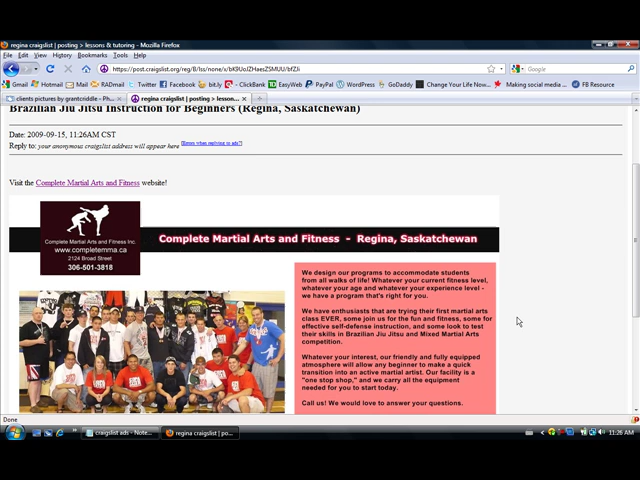 regina craigslist | posting > lessons & tutoring - Mozilla Firefox
File Edit View History Bookmarks Tools Help
https://post.craigslist.org/reg/B/lss/none/x/
Google
Gmail Hotmail Mail RADmail Twitter Facebook bit.ly - ClickBank EasyWeb PayPal WordPress GoDaddy Change Your Life Now... Making social media ... FB Resource
clients pictures by grantcriddle - Ph... regina craigslist | posting > lesson...
Brazilian Jiu Jitsu Instruction for Beginners (Regina, Saskatchewan)
Date: 2009-09-15, 11:26AM CST
Reply to: your anonymous craigslist address will appear here [Errors when replying to ads?]
Visit the Complete Martial Arts and Fitness website!
Complete Martial Arts and Fitness Inc.
www.completemma.ca
2124 Broad Street
306-501-3818
Complete Martial Arts and Fitness - Regina, Saskatchewan
We design our programs to accommodate students
from all walks of life! Whatever your current fitness level,
whatever your age and whatever your experience level -
we have a program that's right for you.
We have enthusiasts that are trying their first martial arts
class EVER, some join us for the fun and fitness, some for
effective self-defense instruction, and some look to test
their skills in Brazilian Jiu Jitsu and Mixed Martial Arts
competition.
Whatever your interest, our friendly and fully equipped
atmosphere will allow any beginner to make a quick
transition into an active martial artist. Our facility is a
"one stop shop," and we carry all the equipment
needed for you to start today.
Call us! We would love to answer your questions.
Done
craigslist ads - Note... regina craigslist | po... 11:26 AM